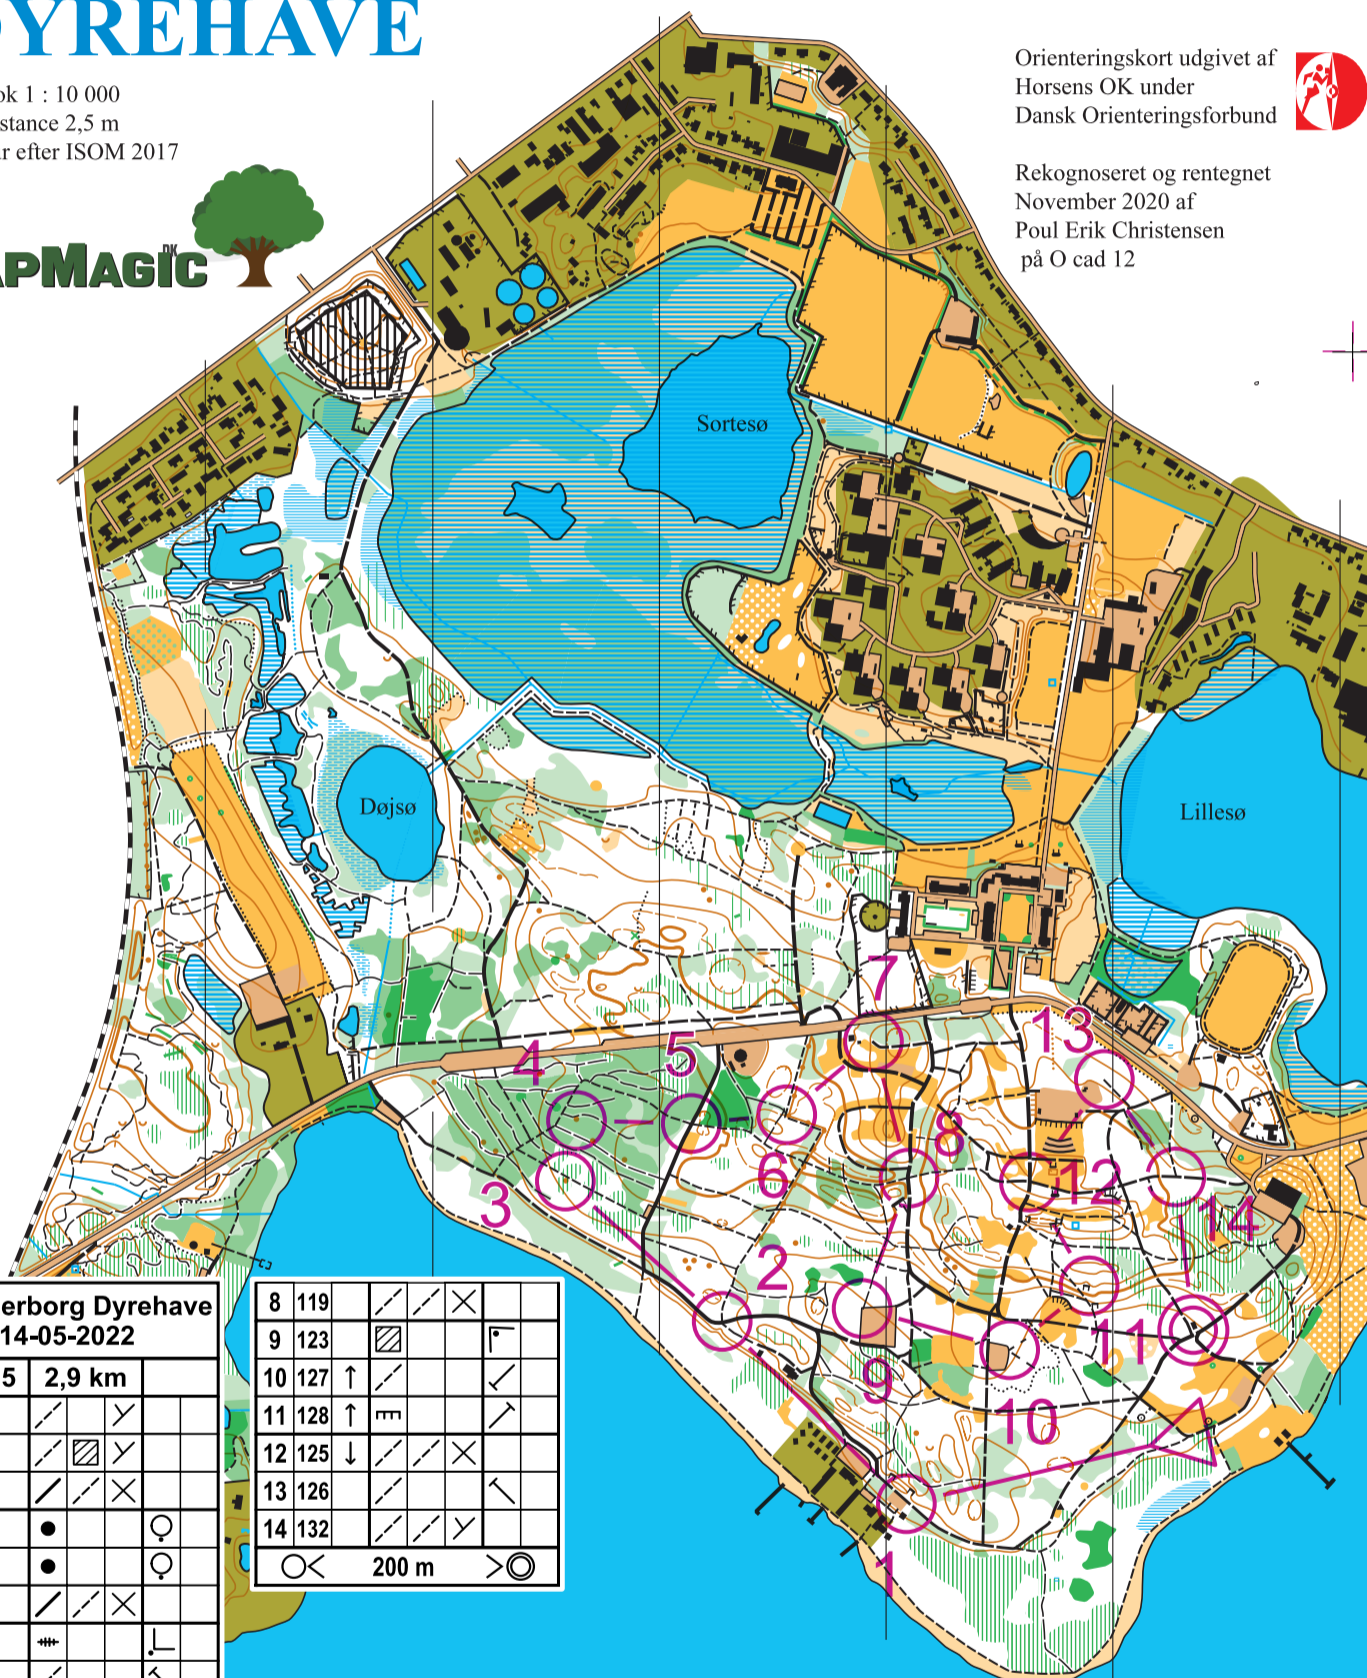 DYREHAVE
ok 1 : 10 000
stance 2,5 m
r efter ISOM 2017
APMAGIC
DK
Orienteringskort udgivet af
Horsens OK under
Dansk Orienteringsforbund
Rekognoseret og rentegnet
November 2020 af
Poul Erik Christensen
på O cad 12
Sortesø
Døjsø
Lillesø
7
13
4
5
8
6
12
3
14
2
11
9
10
1
erborg Dyrehave
14-05-2022
5 2,9 km
8 119
9 123
10 127
11 128
12 125
13 126
14 132
200 m